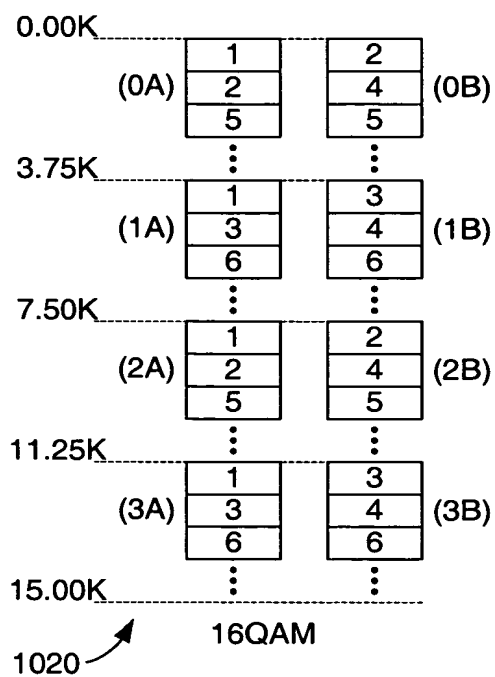 0.00K
1 2
(0A) 2 4 (0B)
5 5
3.75K
1 3
(1A) 3 4 (1B)
6 6
7.50K
1 2
(2A) 2 4 (2B)
5 5
11.25K
1 3
(3A) 3 4 (3B)
6 6
15.00K
16QAM
1020